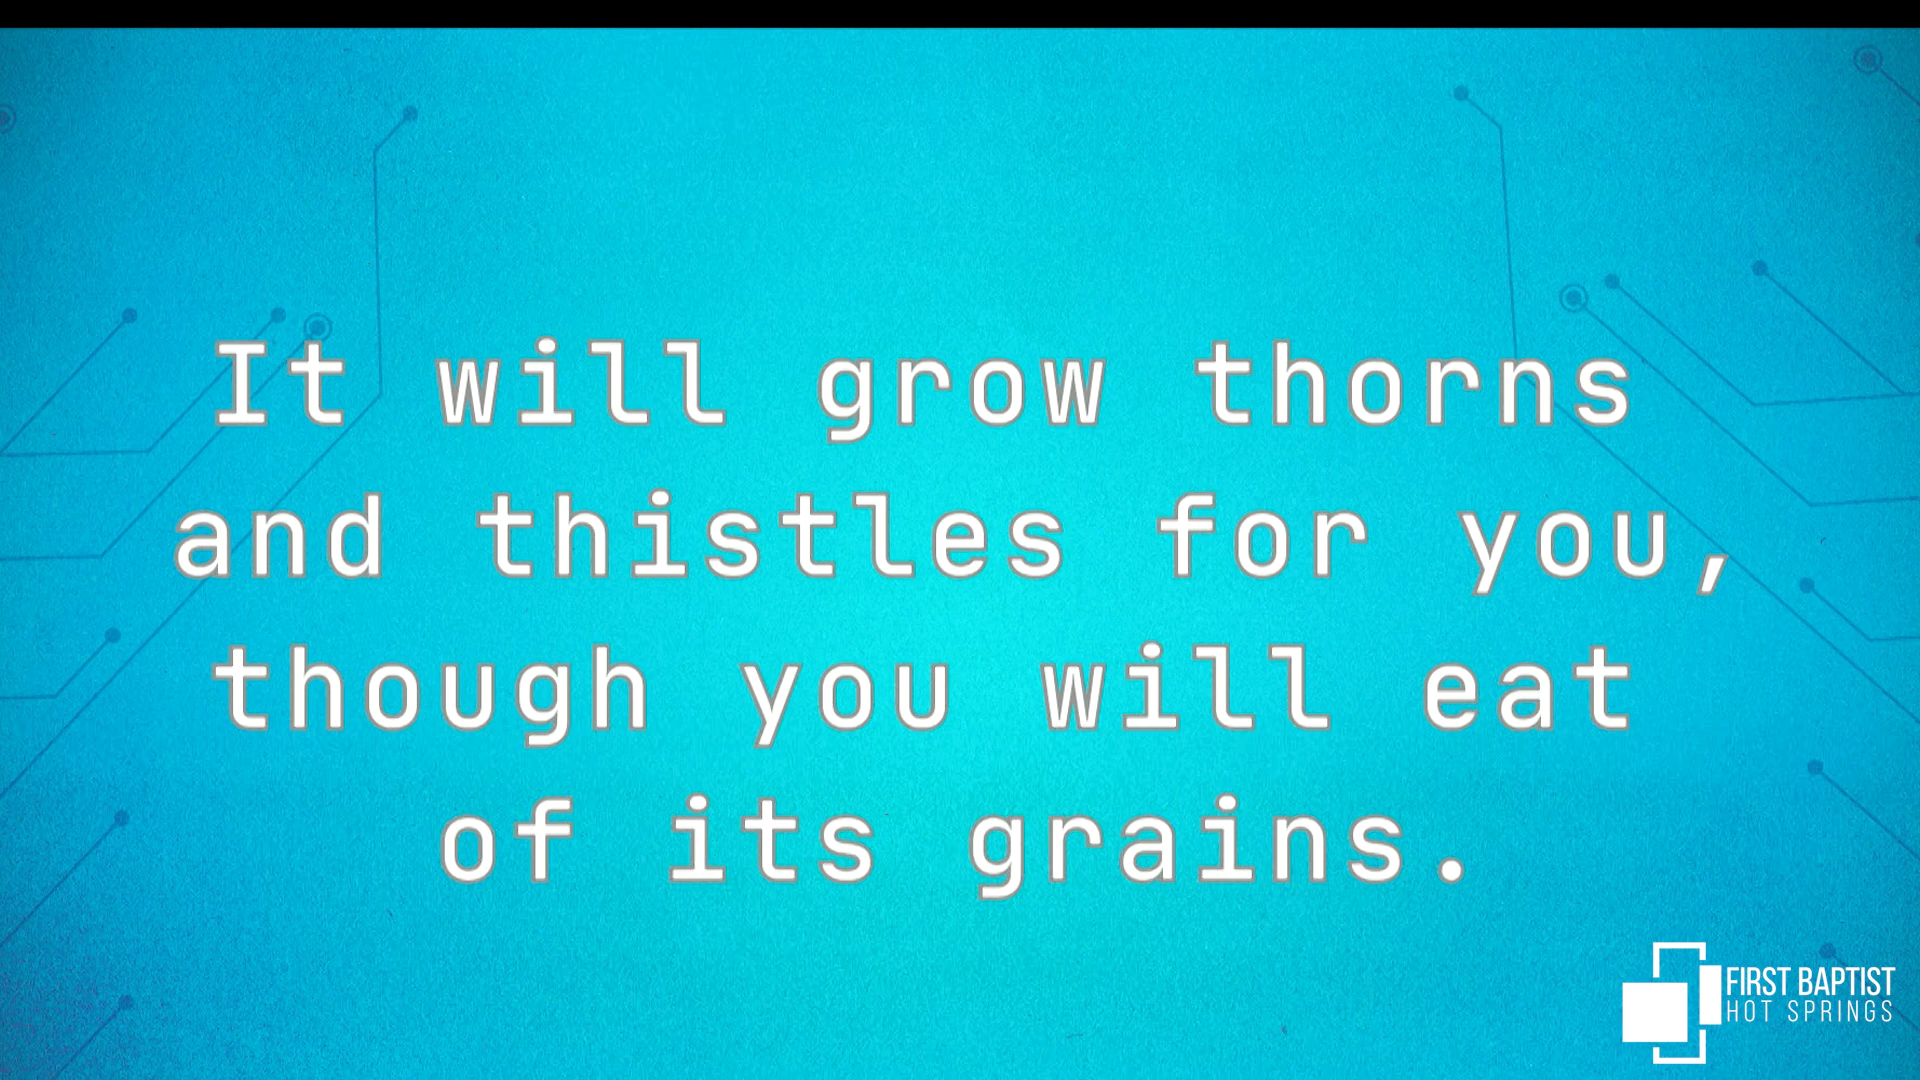 It will grow thorns
and thistles for you,
though you will eat
of its grains.
FIRST BAPTIST
HOT SPRINGS